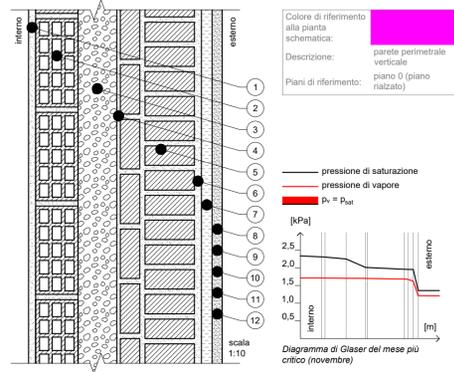 interno
esterno
1
2
3
4
5
6
7
8
9
10
11
12
scala
1:10
Colore di riferimento
alla pianta
schematica:
Descrizione:
parete perimetrale
verticale
Piani di riferimento:
piano 0 (piano
rialzato)
pressione di saturazione
pressione di vapore
pv = psat
[kPa]
2,5
2,0
1,5
1,0
0,5
interno
esterno
[m]
Diagramma di Glaser del mese più
critico (novembre)